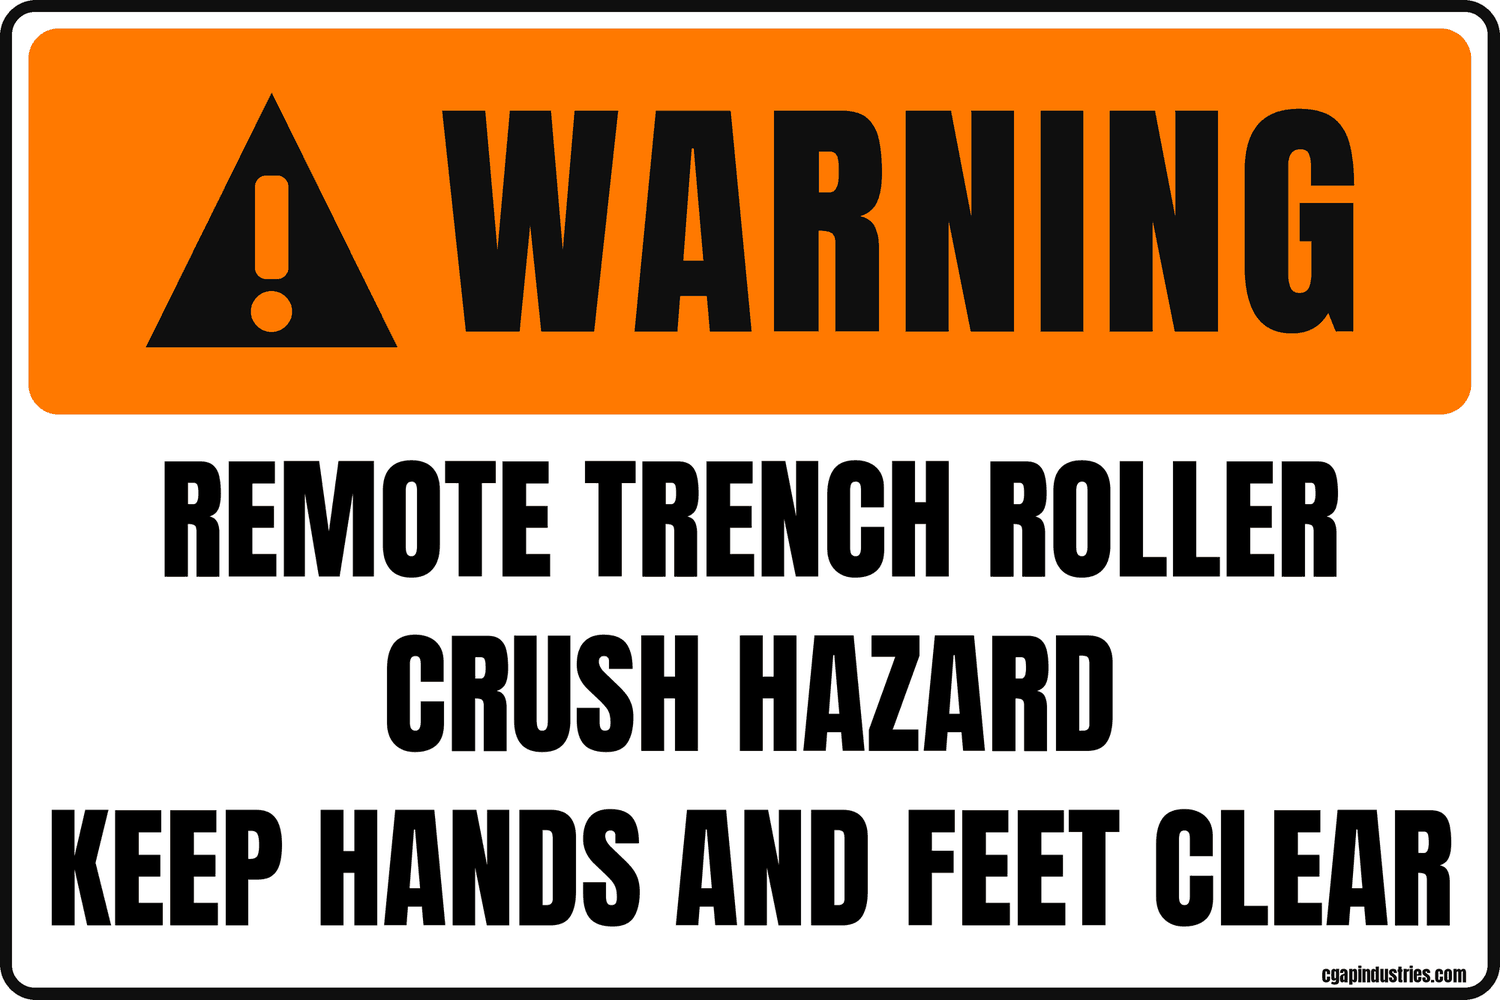 WARNING
REMOTE TRENCH ROLLER
CRUSH HAZARD
KEEP HANDS AND FEET CLEAR
cgapindustries.com